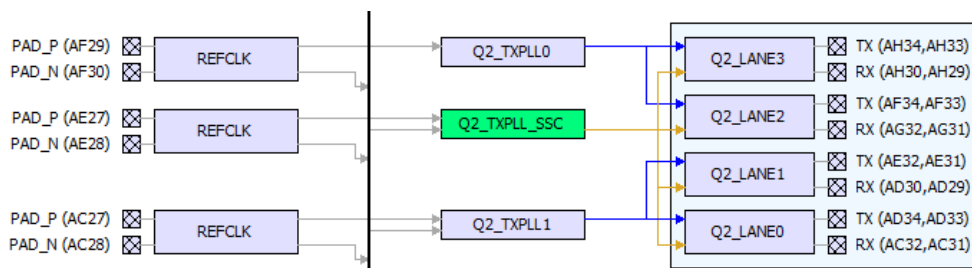 PAD_P (AF29)
PAD_N (AF30)
REFCLK
Q2_TXPLL0
Q2_LANE3
TX (AH34,AH33)
RX (AH30,AH29)
PAD_P (AE27)
PAD_N (AE28)
REFCLK
Q2_TXPLL_SSC
Q2_LANE2
TX (AF34,AF33)
RX (AG32,AG31)
Q2_LANE1
TX (AE32,AE31)
RX (AD30,AD29)
PAD_P (AC27)
PAD_N (AC28)
REFCLK
Q2_TXPLL1
Q2_LANE0
TX (AD34,AD33)
RX (AC32,AC31)